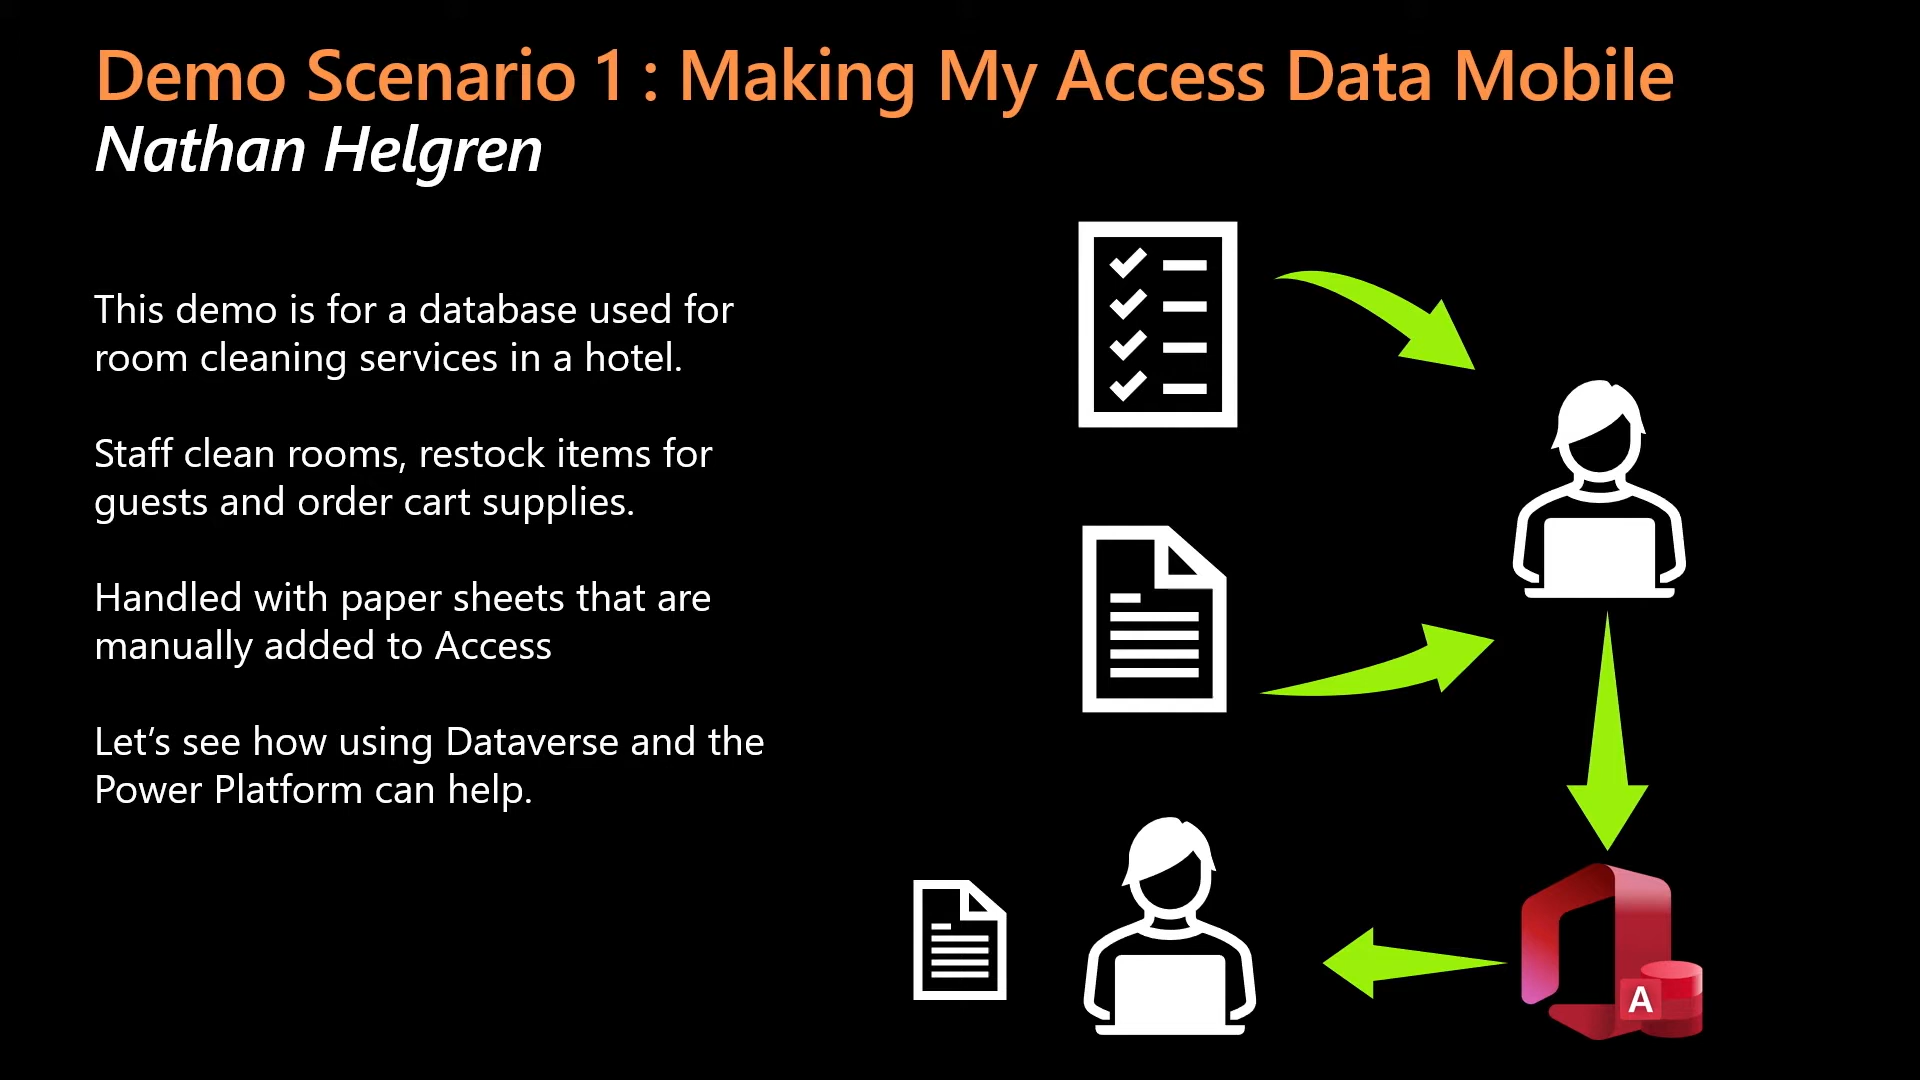 Demo Scenario 1 : Making My Access Data Mobile
Nathan Helgren
This demo is for a database used for
room cleaning services in a hotel.
Staff clean rooms, restock items for
guests and order cart supplies.
Handled with paper sheets that are
manually added to Access
Let’s see how using Dataverse and the
Power Platform can help.
A